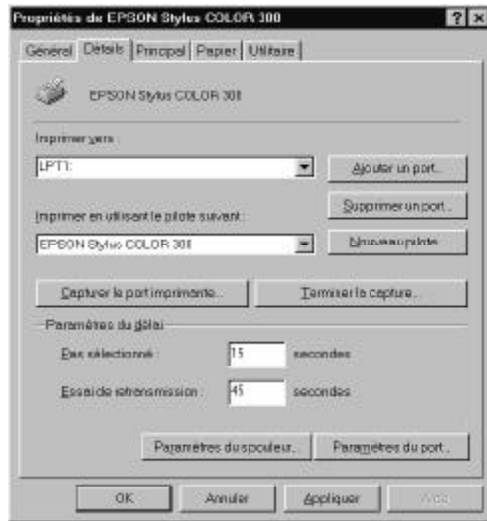 Propriétés de EPSON Stylus COLOR 300
Général Détails Principal Papier Utilitaire
EPSON Stylus COLOR 300
Imprimer vers :
LPT1:
Ajouter un port...
Supprimer un port...
Imprimer en utilisant le pilote suivant :
EPSON Stylus COLOR 300
Nouveau pilote
Capturer le port imprimante...
Terminer la capture...
Paramètres du délai
Pas sélectionné :
15
secondes
Essai de retransmission :
45
secondes
Paramètres du spouleur...
Paramètres du port...
OK
Annuler
Appliquer
Aide